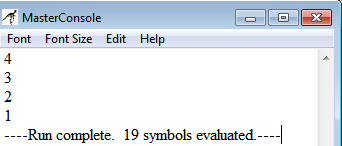 MasterConsole
Font Font Size Edit Help
4
3
2
1
----Run complete.  19 symbols evaluated.----